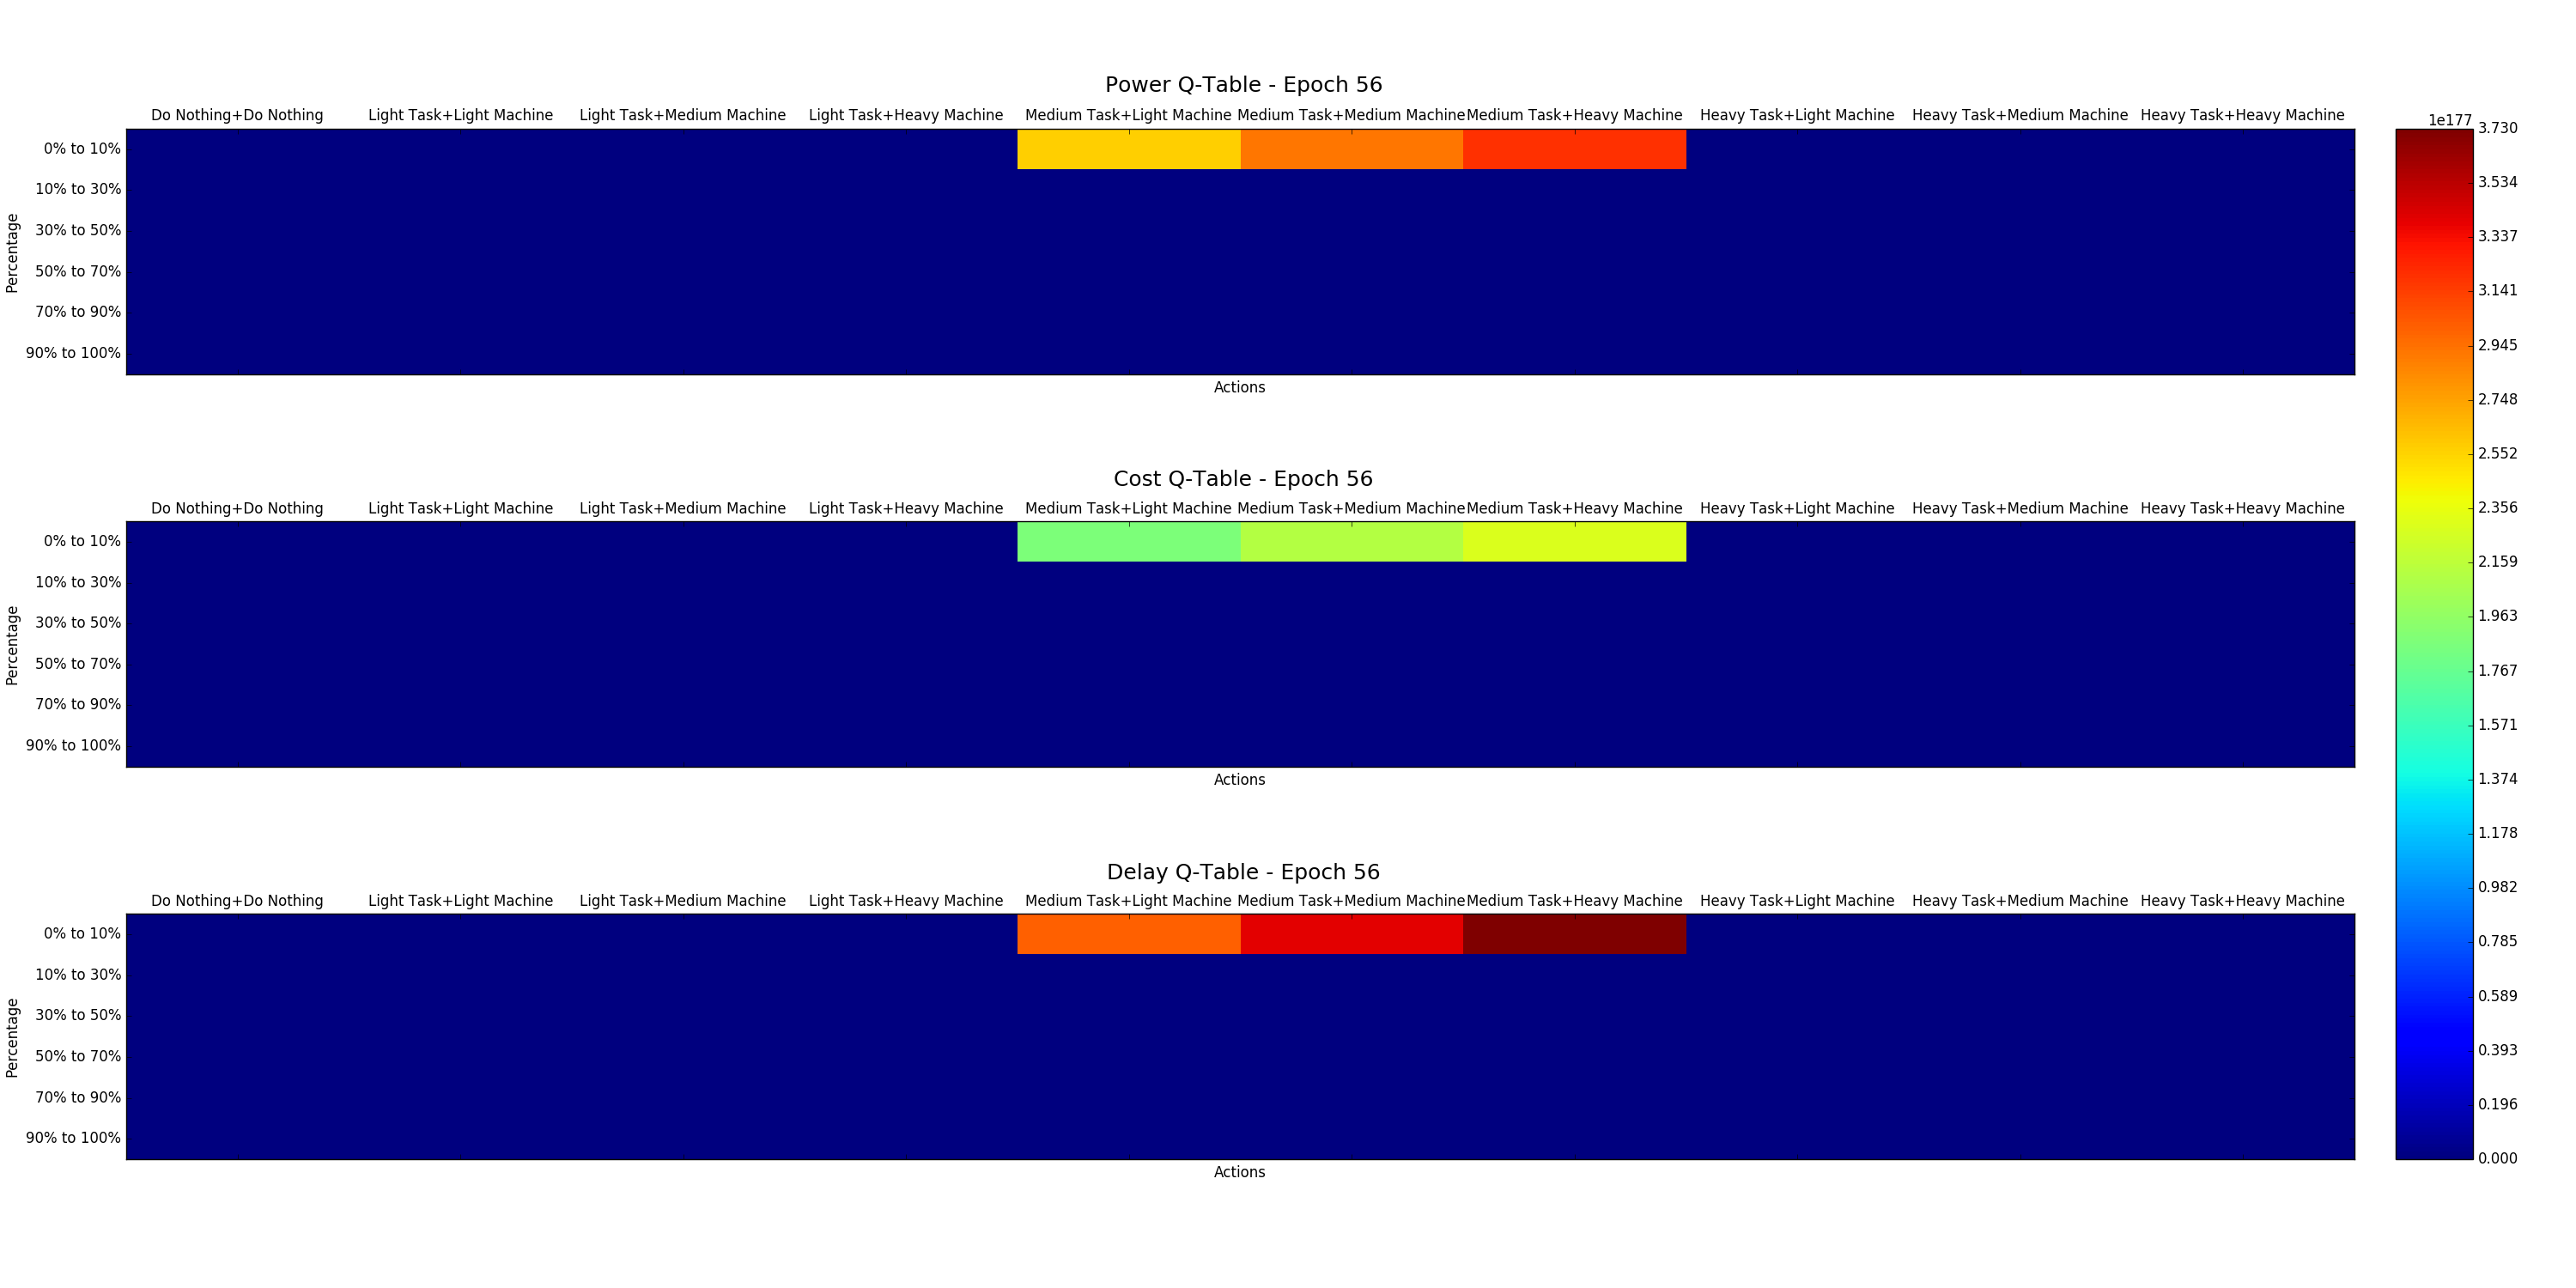 Power Q-Table - Epoch 56
Do Nothing+Do Nothing Light Task+Light Machine Light Task+Medium Machine Light Task+Heavy Machine Medium Task+Light Machine Medium Task+Medium Machine Medium Task+Heavy Machine Heavy Task+Light Machine Heavy Task+Medium Machine Heavy Task+Heavy Machine
Percentage
0% to 10%
10% to 30%
30% to 50%
50% to 70%
70% to 90%
90% to 100%
Actions
Cost Q-Table - Epoch 56
Do Nothing+Do Nothing Light Task+Light Machine Light Task+Medium Machine Light Task+Heavy Machine Medium Task+Light Machine Medium Task+Medium Machine Medium Task+Heavy Machine Heavy Task+Light Machine Heavy Task+Medium Machine Heavy Task+Heavy Machine
Percentage
0% to 10%
10% to 30%
30% to 50%
50% to 70%
70% to 90%
90% to 100%
Actions
Delay Q-Table - Epoch 56
Do Nothing+Do Nothing Light Task+Light Machine Light Task+Medium Machine Light Task+Heavy Machine Medium Task+Light Machine Medium Task+Medium Machine Medium Task+Heavy Machine Heavy Task+Light Machine Heavy Task+Medium Machine Heavy Task+Heavy Machine
Percentage
0% to 10%
10% to 30%
30% to 50%
50% to 70%
70% to 90%
90% to 100%
Actions
1e177
3.730
3.534
3.337
3.141
2.945
2.748
2.552
2.356
2.159
1.963
1.767
1.571
1.374
1.178
0.982
0.785
0.589
0.393
0.196
0.000